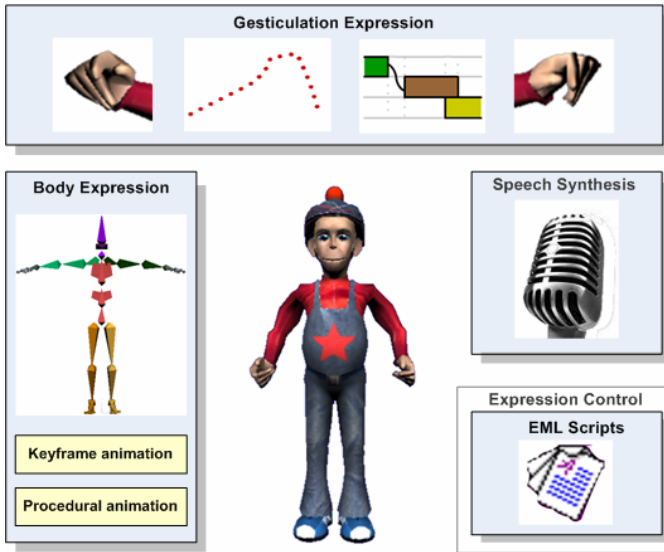 Gesticulation Expression
Body Expression
Keyframe animation
Procedural animation
Speech Synthesis
Expression Control
EML Scripts